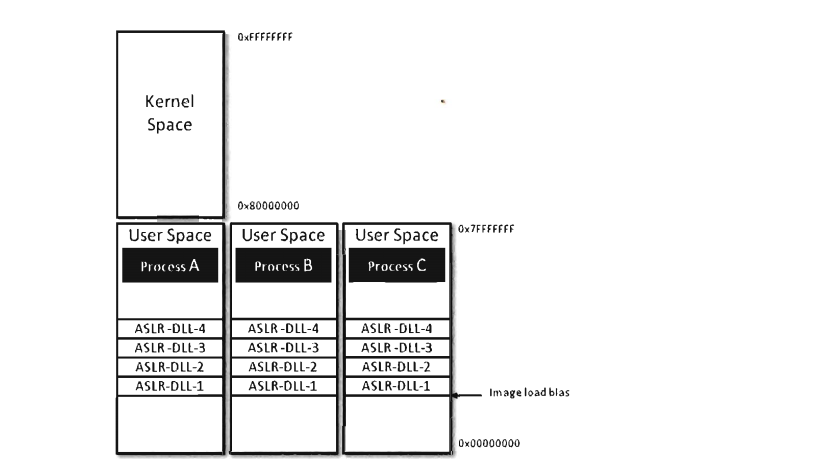 0xFFFFFFFF
Kernel
Space
0x80000000
0x7FFFFFFF
User Space
Process A
ASLR-DLL-4
ASLR-DLL-3
ASLR-DLL-2
ASLR-DLL-1
User Space
Process B
ASLR-DLL-4
ASLR-DLL-3
ASLR-DLL-2
ASLR-DLL-1
User Space
Process C
ASLR-DLL-4
ASLR-DLL-3
ASLR-DLL-2
ASLR-DLL-1
Image load bias
0x00000000